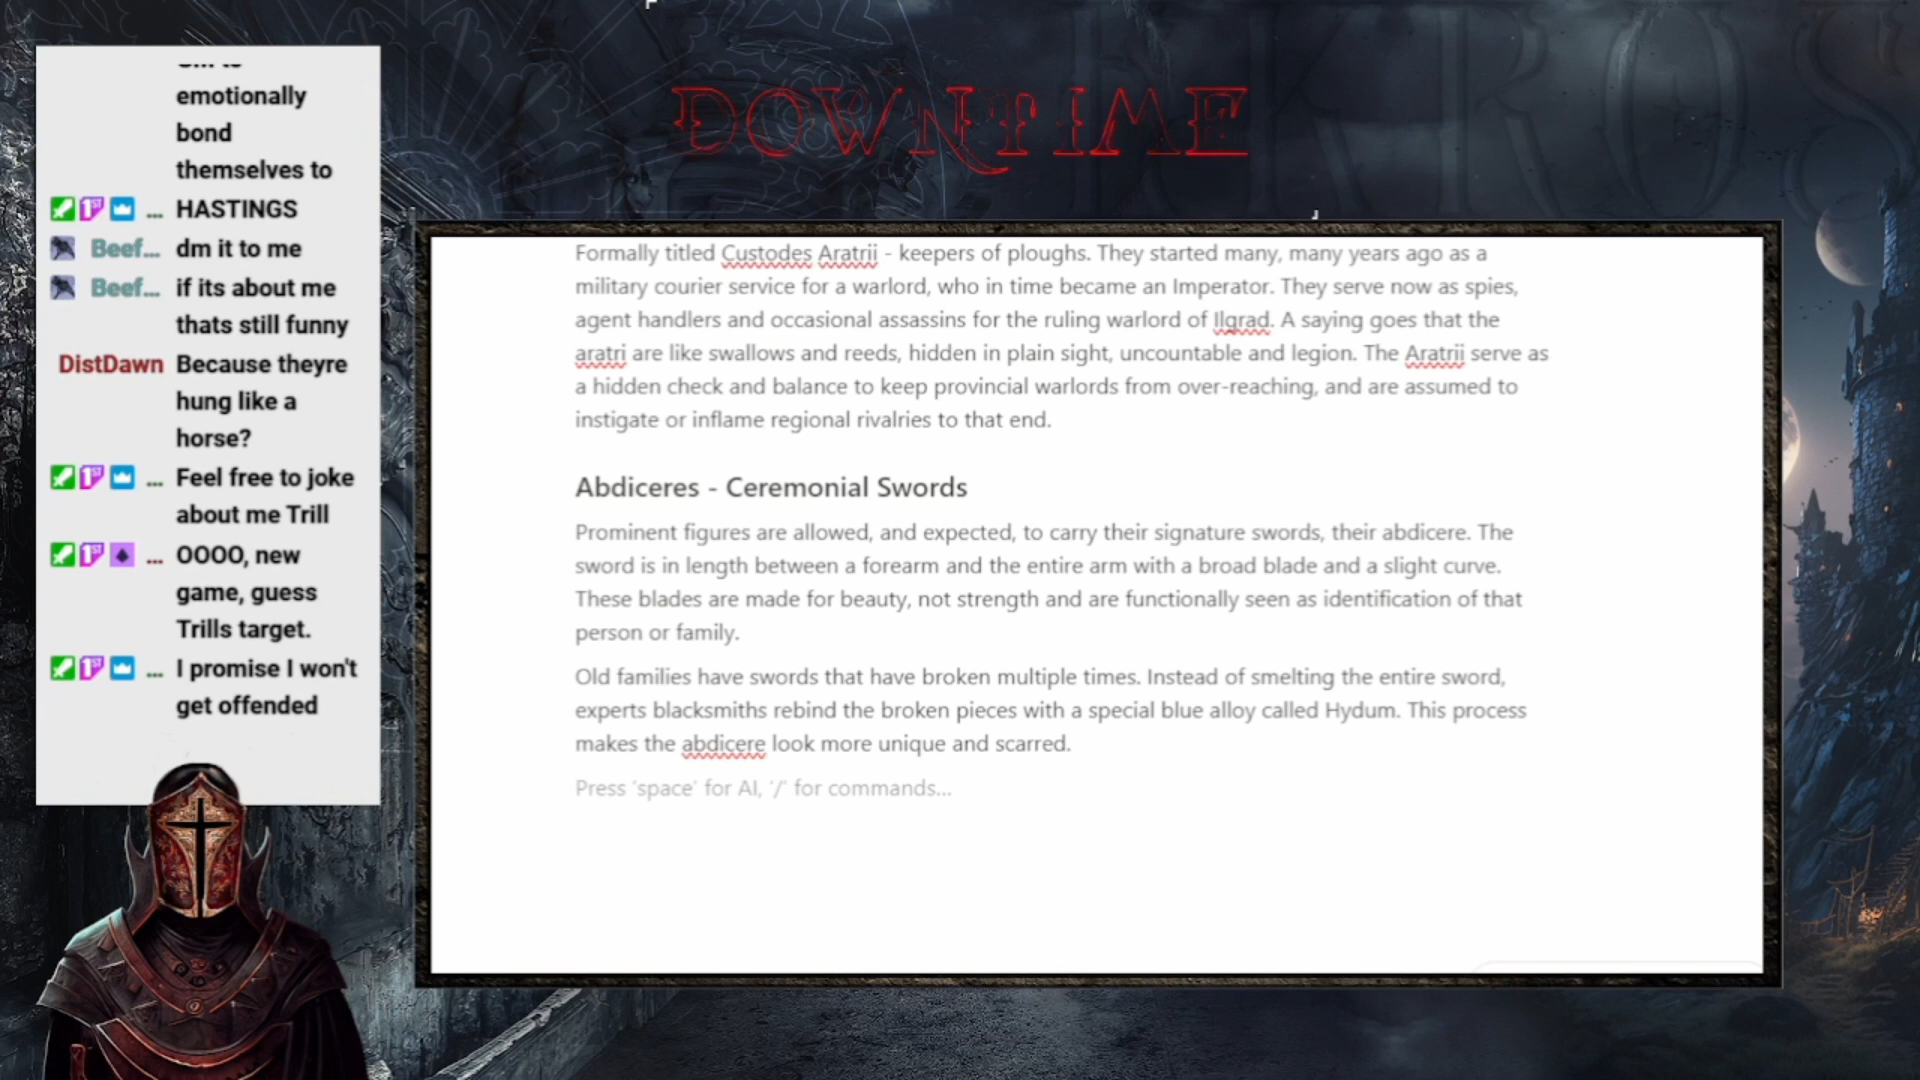 DOWNTIME
emotionally
bond
themselves to
... HASTINGS
Beef... dm it to me
Beef... if its about me
thats still funny
DistDawn Because theyre
hung like a
horse?
... Feel free to joke
about me Trill
... OOOO, new
game, guess
Trills target.
... I promise I won't
get offended
Formally titled Custodes Aratrii - keepers of ploughs. They started many, many years ago as a
military courier service for a warlord, who in time became an Imperator. They serve now as spies,
agent handlers and occasional assassins for the ruling warlord of Ilgrad. A saying goes that the
aratri are like swallows and reeds, hidden in plain sight, uncountable and legion. The Aratrii serve as
a hidden check and balance to keep provincial warlords from over-reaching, and are assumed to
instigate or inflame regional rivalries to that end.
Abdiceres - Ceremonial Swords
Prominent figures are allowed, and expected, to carry their signature swords, their abdicere. The
sword is in length between a forearm and the entire arm with a broad blade and a slight curve.
These blades are made for beauty, not strength and are functionally seen as identification of that
person or family.
Old families have swords that have broken multiple times. Instead of smelting the entire sword,
experts blacksmiths rebind the broken pieces with a special blue alloy called Hydum. This process
makes the abdicere look more unique and scarred.
Press 'space' for AI, '/' for commands...